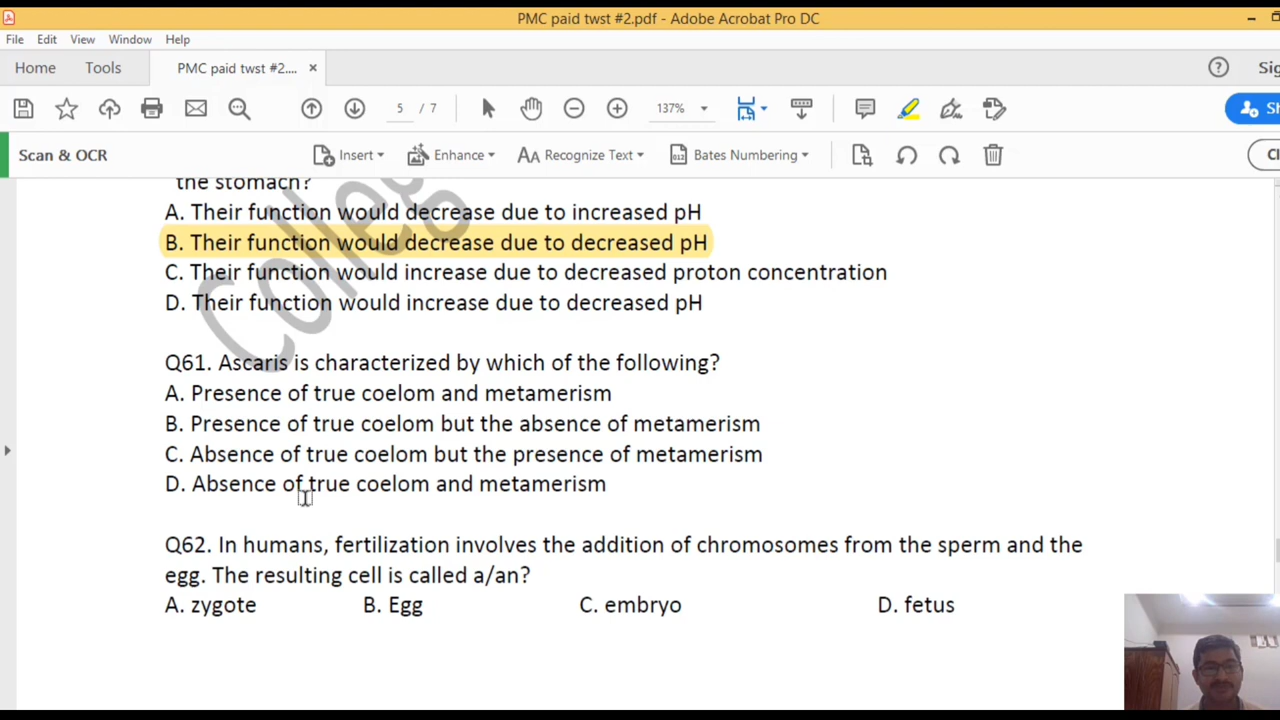 PMC paid twst #2.pdf - Adobe Acrobat Pro DC
File Edit View Window Help
Home Tools PMC paid twst #2.... ×
5 / 7 137%
Scan & OCR Insert Enhance Recognize Text Bates Numbering
the stomach?
A. Their function would decrease due to increased pH
B. Their function would decrease due to decreased pH
C. Their function would increase due to decreased proton concentration
D. Their function would increase due to decreased pH
Q61. Ascaris is characterized by which of the following?
A. Presence of true coelom and metamerism
B. Presence of true coelom but the absence of metamerism
C. Absence of true coelom but the presence of metamerism
D. Absence of true coelom and metamerism
Q62. In humans, fertilization involves the addition of chromosomes from the sperm and the
egg. The resulting cell is called a/an?
A. zygote B. Egg C. embryo D. fetus